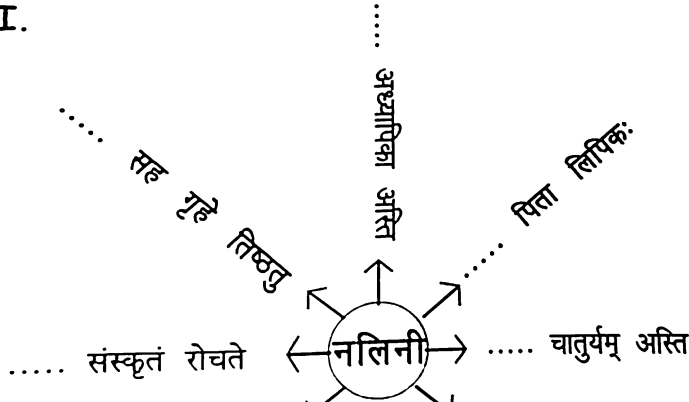 I.
..... अध्यापिका अस्ति
..... सह गृहे तिष्ठतु
..... पिता लिपिकः
..... संस्कृतं रोचते
नलिनी
..... चातुर्यम् अस्ति